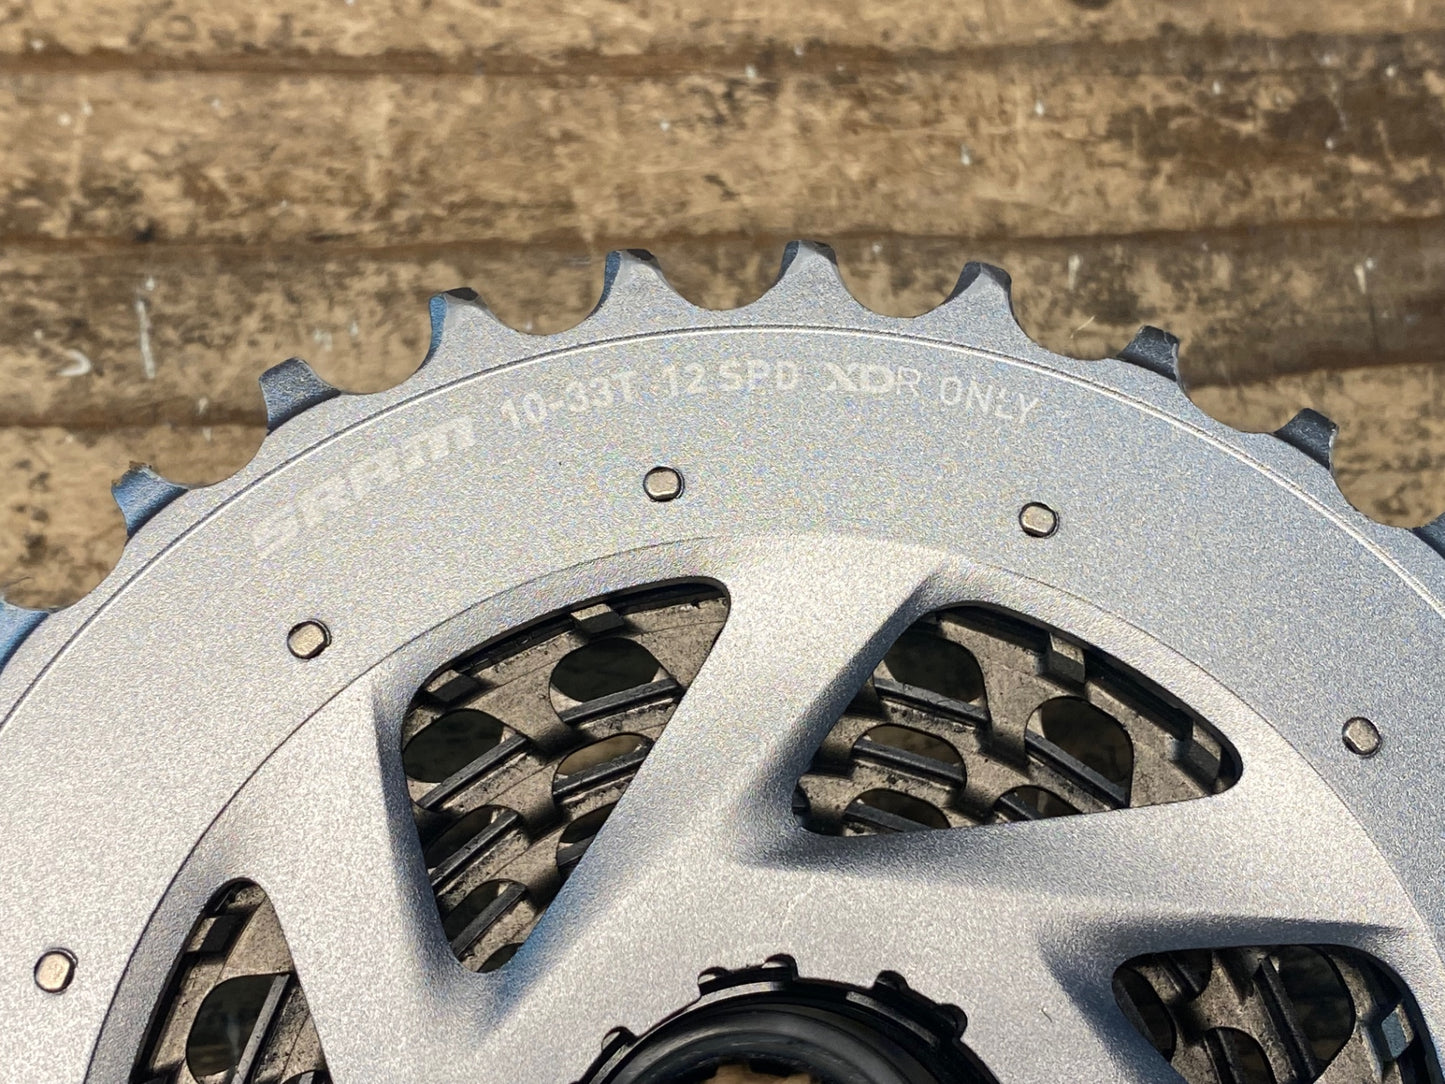 SRAM 10-33T 12 SPD XDR ONLY